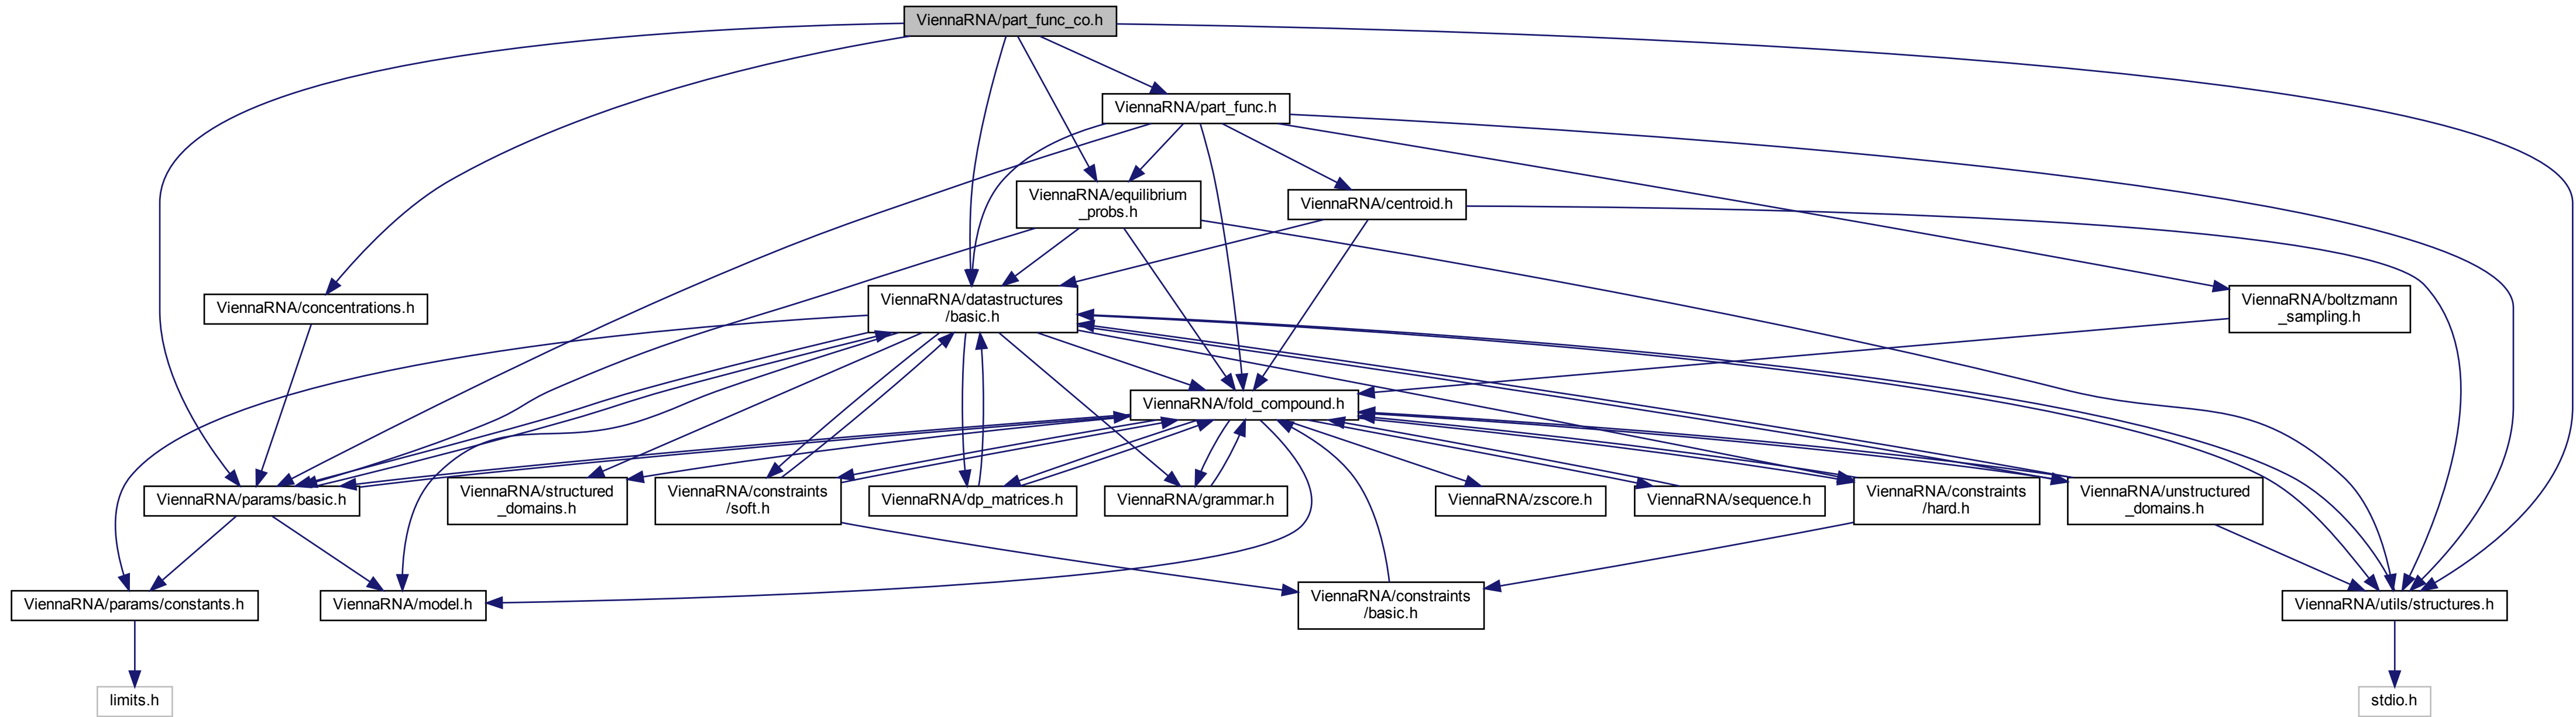 ViennaRNA/part_func_co.h
ViennaRNA/part_func.h
ViennaRNA/equilibrium
_probs.h
ViennaRNA/centroid.h
ViennaRNA/concentrations.h
ViennaRNA/datastructures
/basic.h
ViennaRNA/boltzmann
_sampling.h
ViennaRNA/fold_compound.h
ViennaRNA/params/basic.h
ViennaRNA/structured
_domains.h
ViennaRNA/constraints
/soft.h
ViennaRNA/dp_matrices.h
ViennaRNA/grammar.h
ViennaRNA/zscore.h
ViennaRNA/sequence.h
ViennaRNA/constraints
/hard.h
ViennaRNA/unstructured
_domains.h
ViennaRNA/params/constants.h
ViennaRNA/model.h
ViennaRNA/constraints
/basic.h
ViennaRNA/utils/structures.h
limits.h
stdio.h